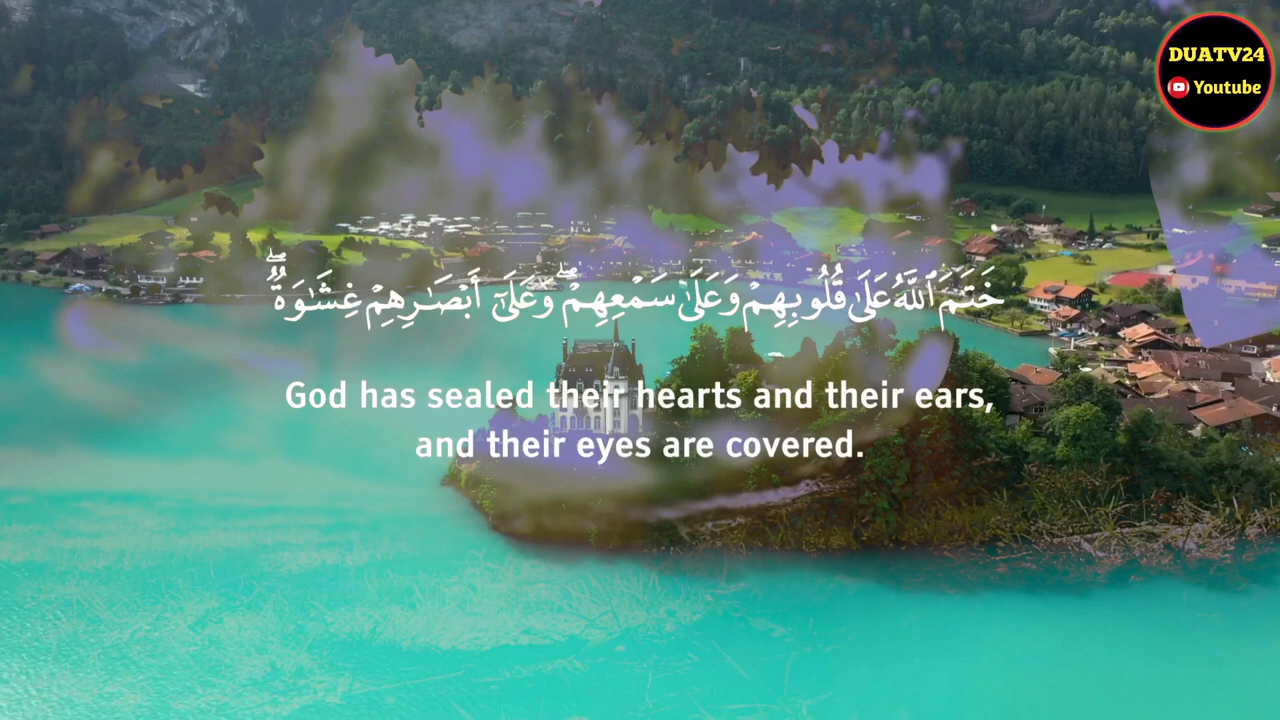 DUATV24
Youtube
خَتَمَ ٱللَّهُ عَلَىٰ قُلُوبِهِمْ وَعَلَىٰ سَمْعِهِمْ ۖ وَعَلَىٰٓ أَبْصَـٰرِهِمْ غِشَـٰوَةٌ ۖ
God has sealed their hearts and their ears,
and their eyes are covered.